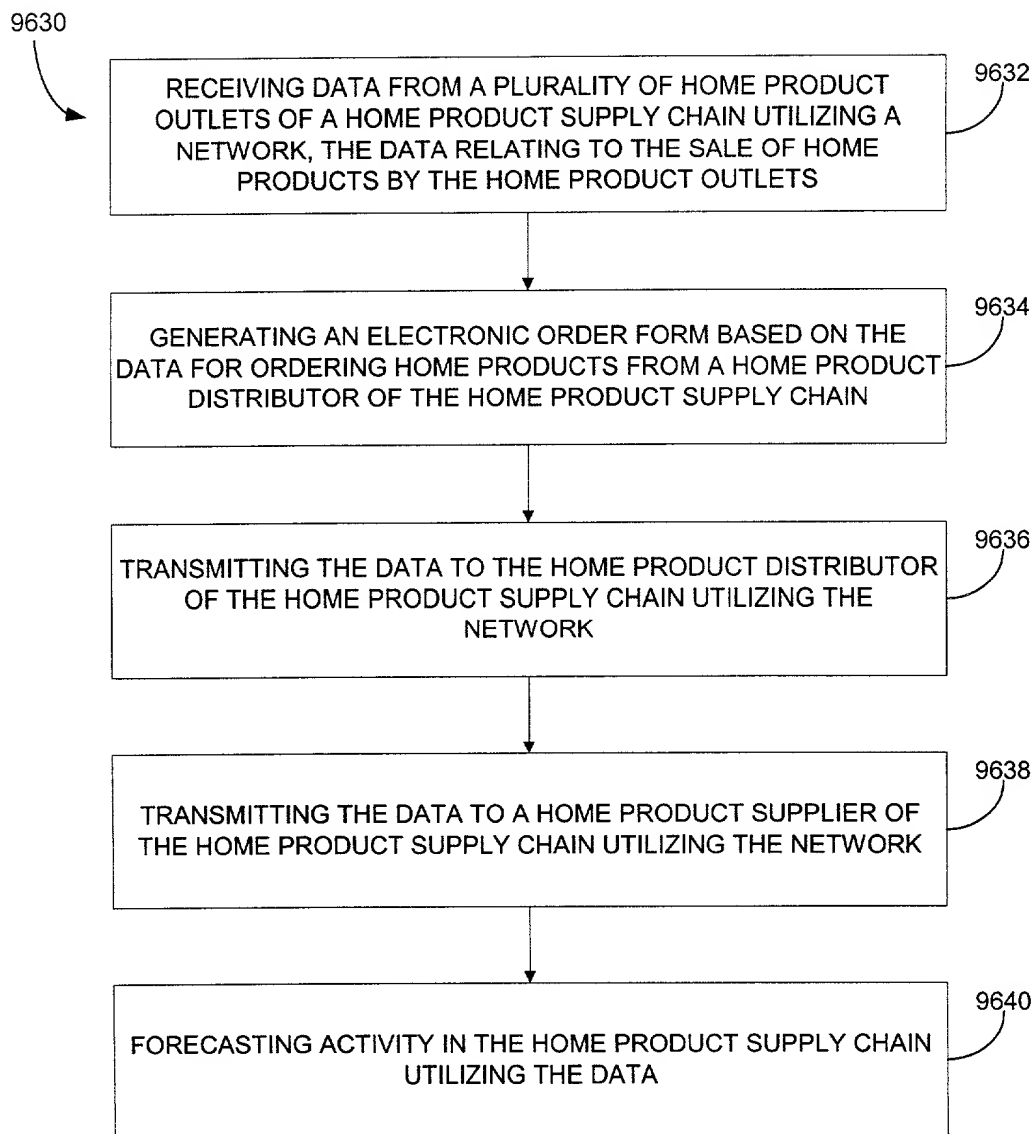 9630
9632
RECEIVING DATA FROM A PLURALITY OF HOME PRODUCT
OUTLETS OF A HOME PRODUCT SUPPLY CHAIN UTILIZING A
NETWORK, THE DATA RELATING TO THE SALE OF HOME
PRODUCTS BY THE HOME PRODUCT OUTLETS
9634
GENERATING AN ELECTRONIC ORDER FORM BASED ON THE
DATA FOR ORDERING HOME PRODUCTS FROM A HOME PRODUCT
DISTRIBUTOR OF THE HOME PRODUCT SUPPLY CHAIN
9636
TRANSMITTING THE DATA TO THE HOME PRODUCT DISTRIBUTOR
OF THE HOME PRODUCT SUPPLY CHAIN UTILIZING THE
NETWORK
9638
TRANSMITTING THE DATA TO A HOME PRODUCT SUPPLIER OF
THE HOME PRODUCT SUPPLY CHAIN UTILIZING THE NETWORK
9640
FORECASTING ACTIVITY IN THE HOME PRODUCT SUPPLY CHAIN
UTILIZING THE DATA